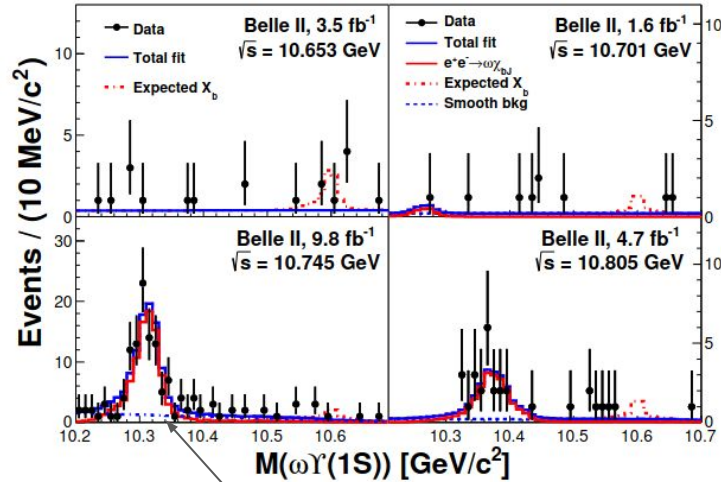 Belle II, 3.5 fb⁻¹
√s = 10.653 GeV
Data
Total fit
Expected X_b
Belle II, 1.6 fb⁻¹
√s = 10.701 GeV
Data
Total fit
e⁺e⁻→ωχ_bJ
Expected X_b
Smooth bkg
Belle II, 9.8 fb⁻¹
√s = 10.745 GeV
Belle II, 4.7 fb⁻¹
√s = 10.805 GeV
Events / (10 MeV/c²)
10
5
0
10
5
0
30
20
10
0
10
5
0
10.2 10.3 10.4 10.5 10.6 10.3 10.4 10.5 10.6 10.7
M(ωΥ(1S)) [GeV/c²]